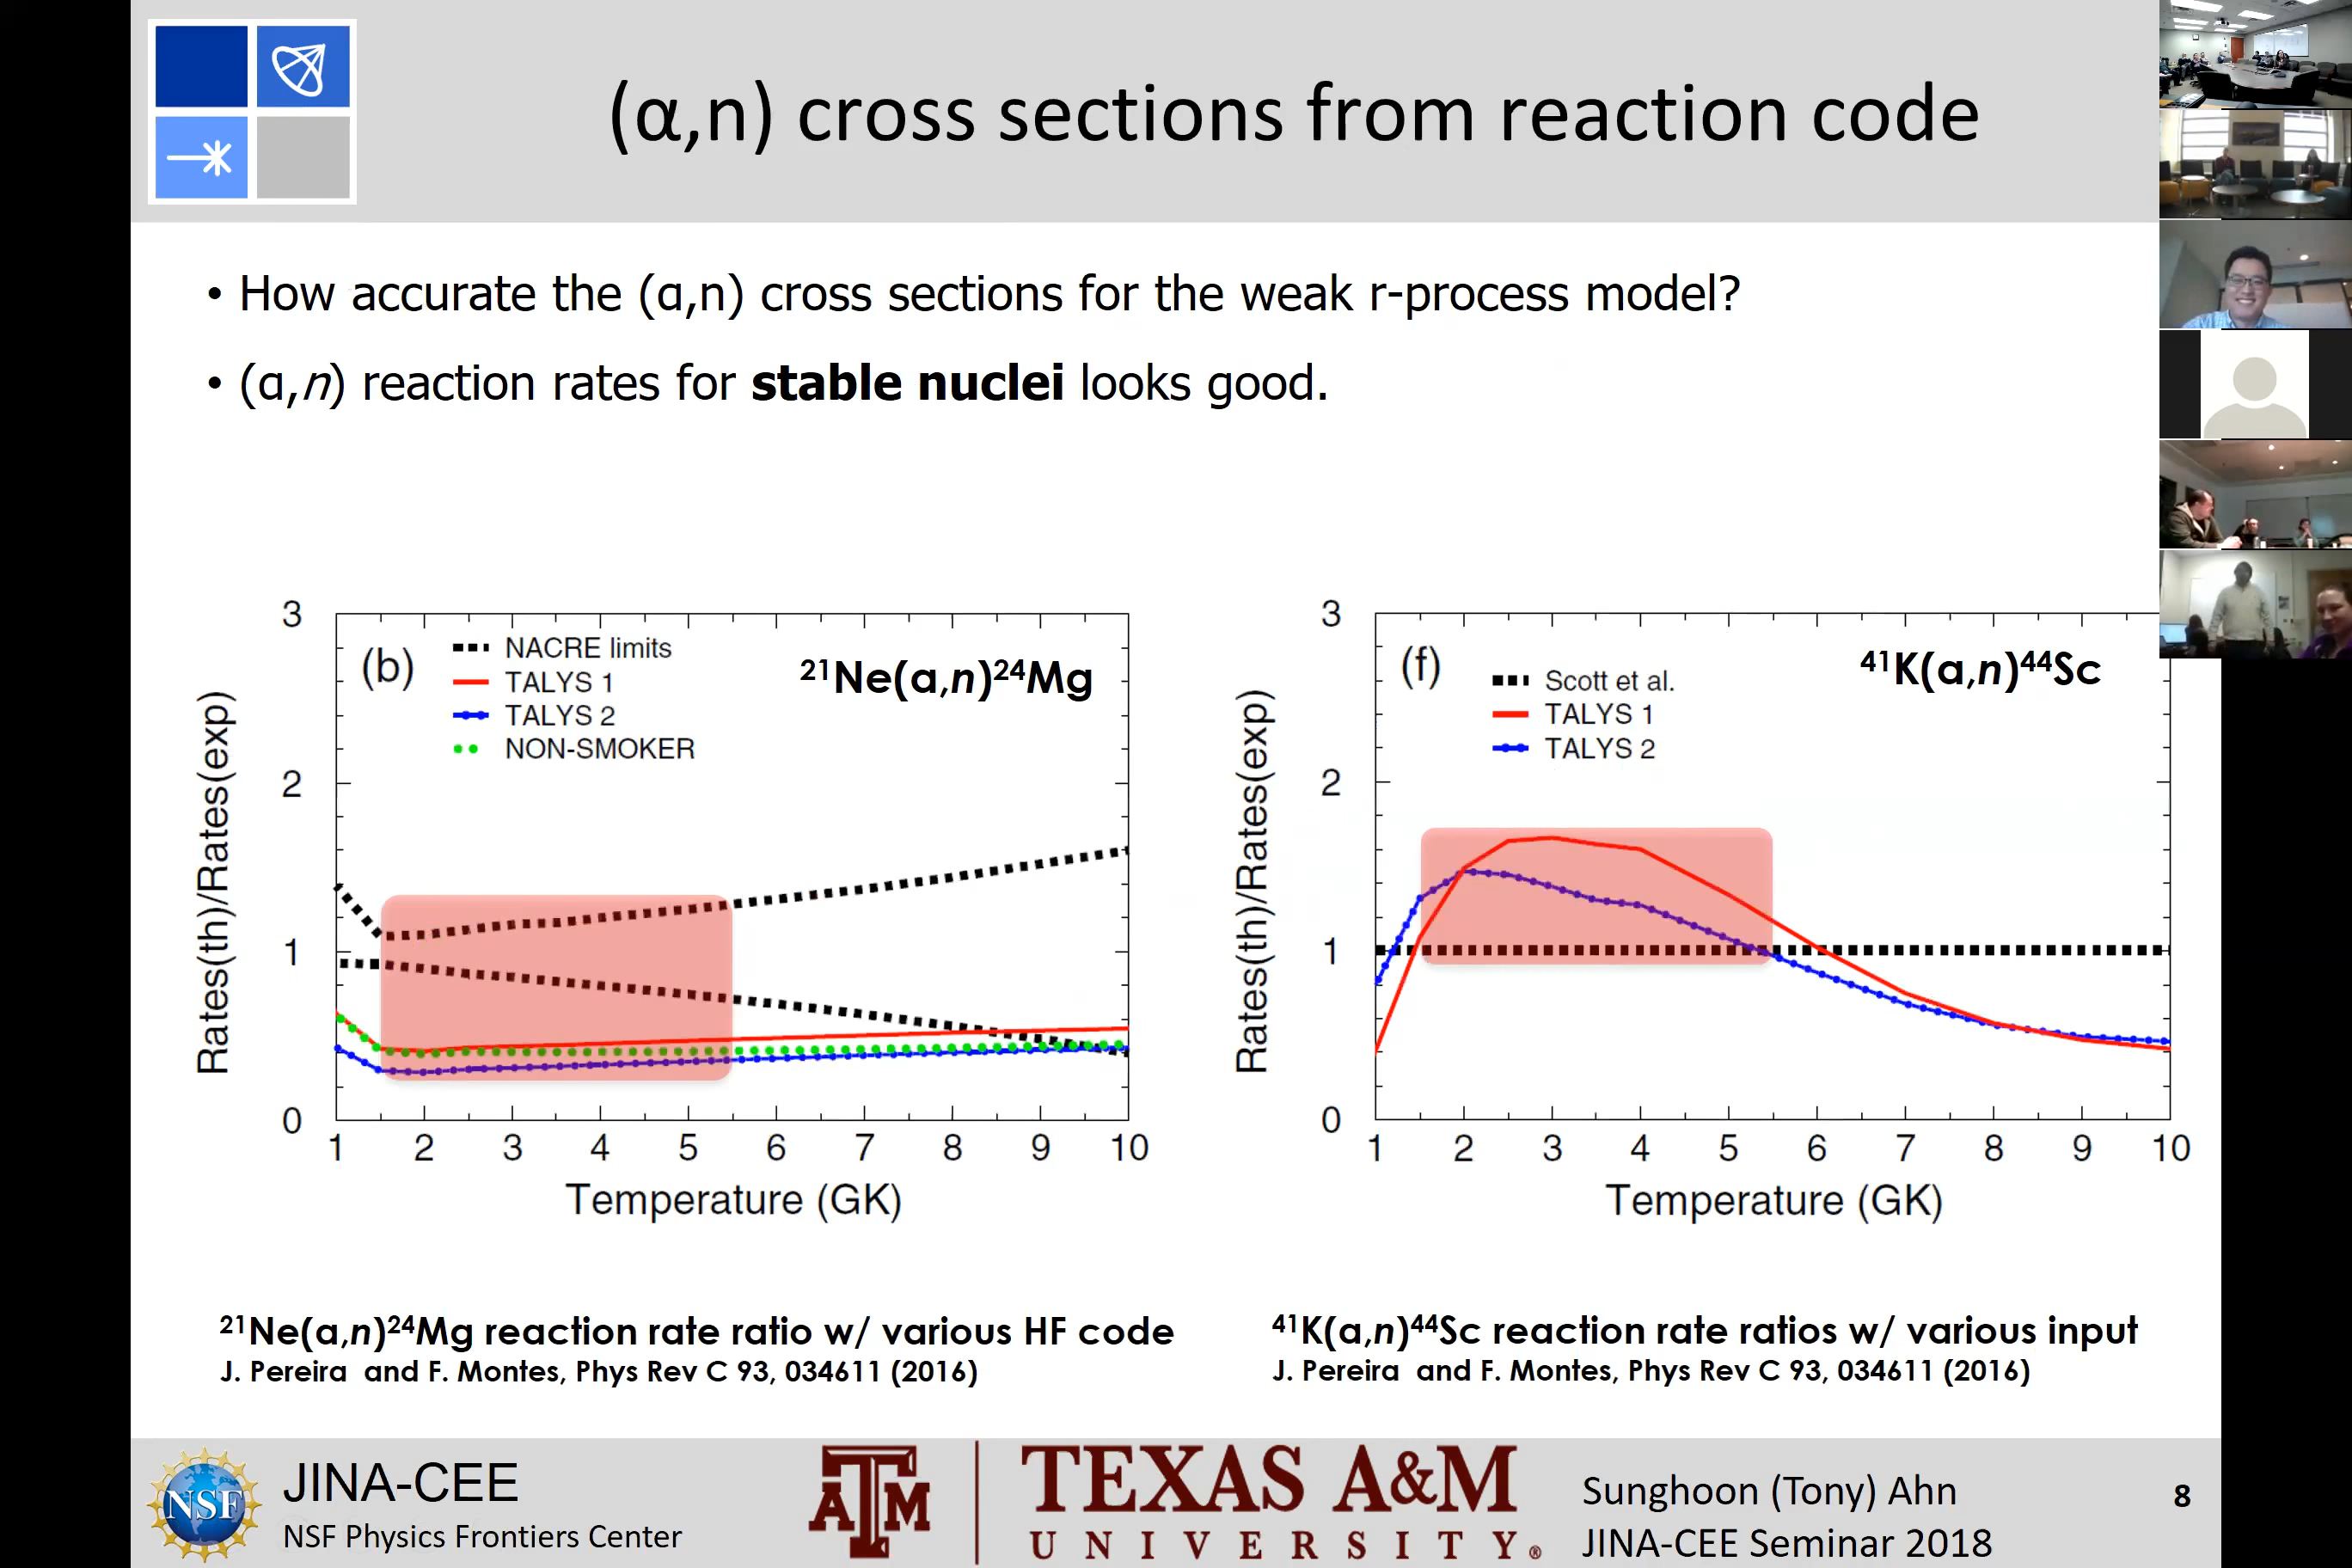 (α,n) cross sections from reaction code
• How accurate the (α,n) cross sections for the weak r-process model?
• (α,n) reaction rates for stable nuclei looks good.
3
2
1
0
Rates(th)/Rates(exp)
(b)
NACRE limits
TALYS 1
TALYS 2
NON-SMOKER
²¹Ne(α,n)²⁴Mg
1 2 3 4 5 6 7 8 9 10
Temperature (GK)
3
2
1
0
Rates(th)/Rates(exp)
(f)
Scott et al.
TALYS 1
TALYS 2
⁴¹K(α,n)⁴⁴Sc
1 2 3 4 5 6 7 8 9 10
Temperature (GK)
²¹Ne(α,n)²⁴Mg reaction rate ratio w/ various HF code
J. Pereira and F. Montes, Phys Rev C 93, 034611 (2016)
⁴¹K(α,n)⁴⁴Sc reaction rate ratios w/ various input
J. Pereira and F. Montes, Phys Rev C 93, 034611 (2016)
NSF
JINA-CEE
NSF Physics Frontiers Center
ATM
TEXAS A&M
UNIVERSITY®
Sunghoon (Tony) Ahn
JINA-CEE Seminar 2018
8